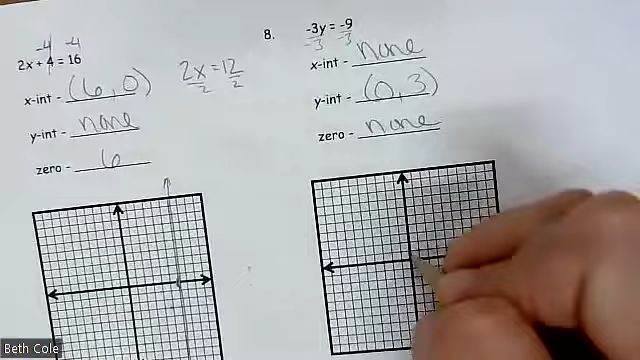 -4 -4
2x + 4 = 16
2x = 12
2 2
x-int - (6, 0)
y-int - none
zero - 6
8. -3y = -9
-3 -3
x-int - none
y-int - (0, 3)
zero - none
Beth Cole